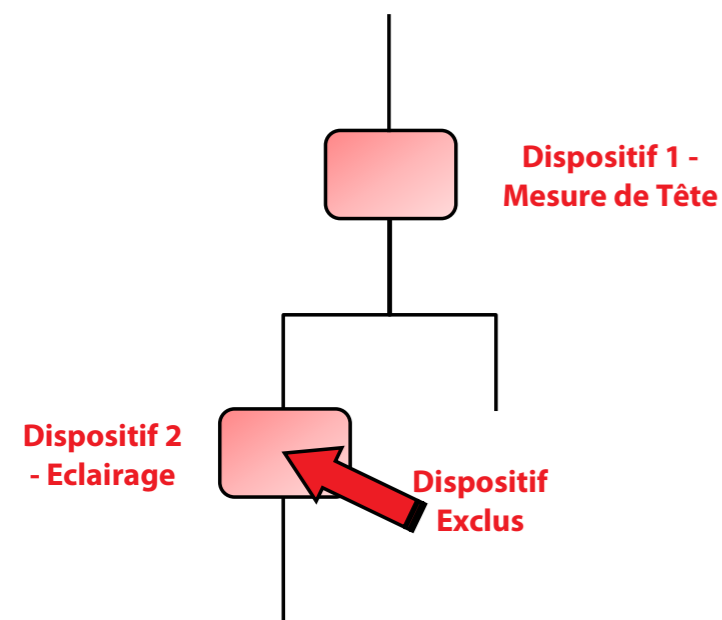 Dispositif 1 -
Mesure de Tête
Dispositif 2
- Eclairage
Dispositif
Exclus